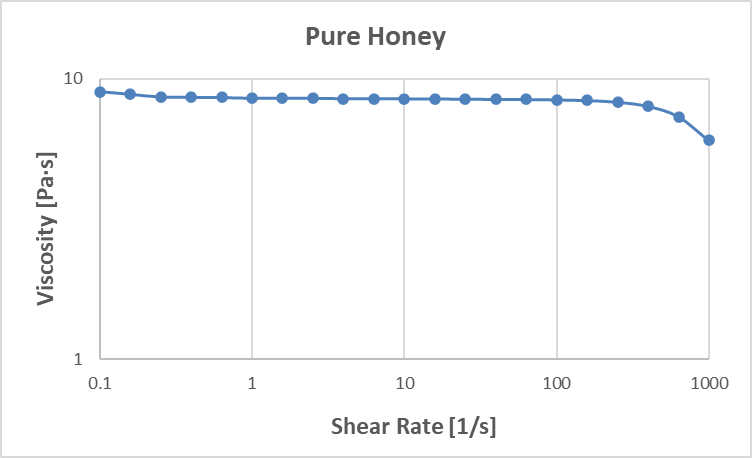 Pure Honey
10
1
Viscosity [Pa·s]
0.1 1 10 100 1000
Shear Rate [1/s]